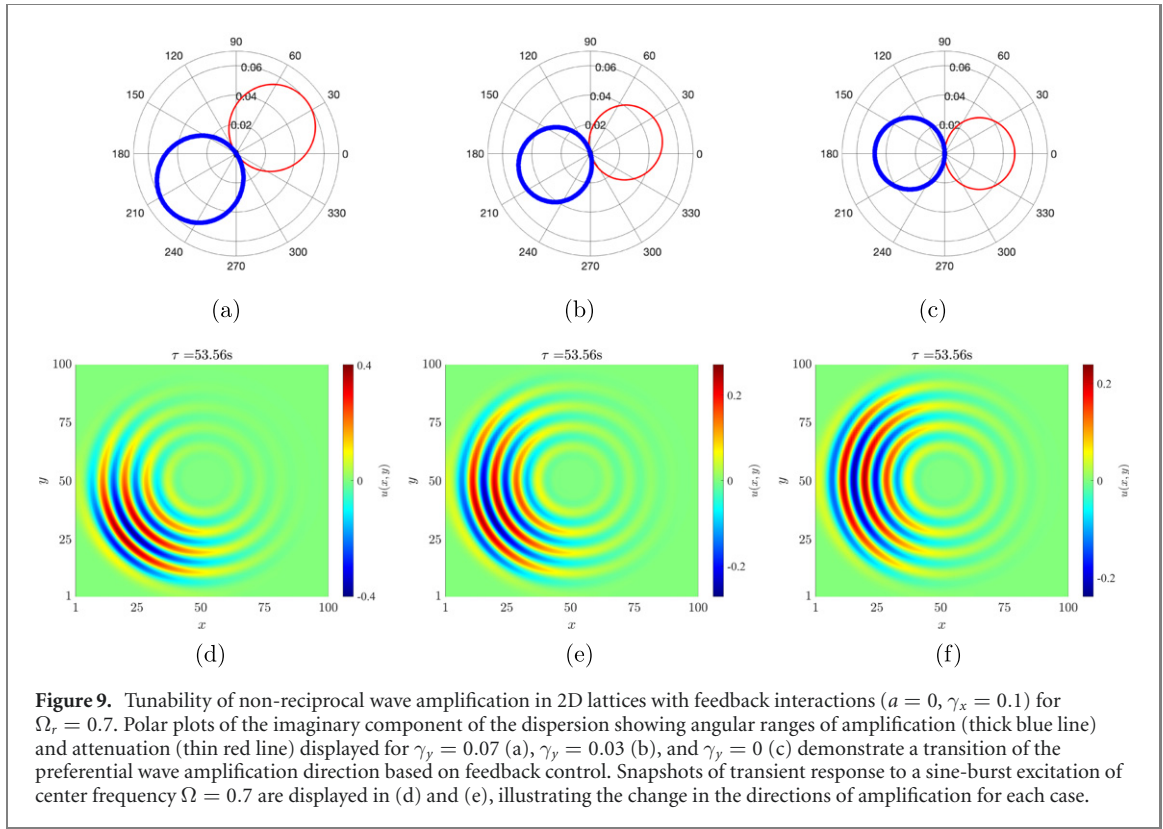 90 90 90
120 60 120 60 120 60
0.06 0.06 0.06
150 0.04 30 150 0.04 30 150 0.04 30
0.02 0.02 0.02
180 0 180 0 180 0
210 330 210 330 210 330
240 300 240 300 240 300
270 270 270
(a) (b) (c)
τ =53.56s τ =53.56s τ =53.56s
100 0.4 100 100
0.2 0.2
75 75 75
y 50 0 u(x, y) y 50 0 u(x, y) y 50 0 u(x, y)
25 25 25
-0.2 -0.2
1 -0.4 1 1
1 25 50 75 100 1 25 50 75 100 1 25 50 75 100
x x x
(d) (e) (f)
Figure 9. Tunability of non-reciprocal wave amplification in 2D lattices with feedback interactions (a = 0, γx = 0.1) for
Ωr = 0.7. Polar plots of the imaginary component of the dispersion showing angular ranges of amplification (thick blue line)
and attenuation (thin red line) displayed for γy = 0.07 (a), γy = 0.03 (b), and γy = 0 (c) demonstrate a transition of the
preferential wave amplification direction based on feedback control. Snapshots of transient response to a sine-burst excitation of
center frequency Ω = 0.7 are displayed in (d) and (e), illustrating the change in the directions of amplification for each case.